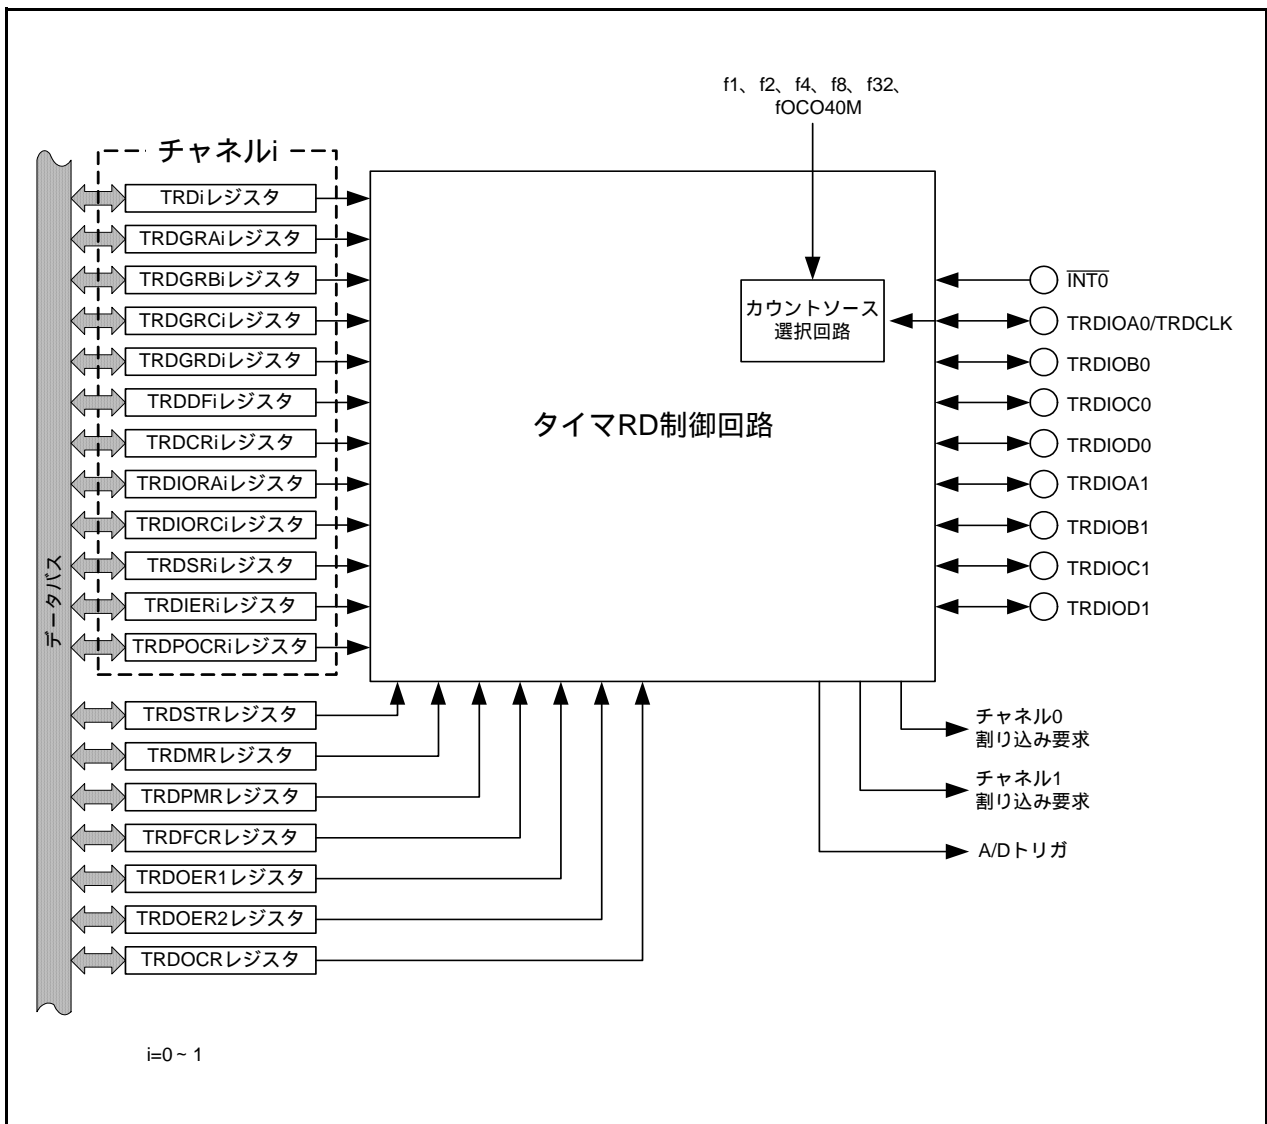 f1、f2、f4、f8、f32、
fOCO40M
チャネルi
TRDiレジスタ
TRDGRAiレジスタ
TRDGRBiレジスタ
TRDGRCiレジスタ
TRDGRDiレジスタ
TRDDFiレジスタ
TRDCRiレジスタ
TRDIORAiレジスタ
TRDIORCiレジスタ
TRDSRiレジスタ
TRDIERiレジスタ
TRDPOCRiレジスタ
データバス
TRDSTRレジスタ
TRDMRレジスタ
TRDPMRレジスタ
TRDFCRレジスタ
TRDOER1レジスタ
TRDOER2レジスタ
TRDOCRレジスタ
カウントソース
選択回路
タイマRD制御回路
INT0
TRDIOA0/TRDCLK
TRDIOB0
TRDIOC0
TRDIOD0
TRDIOA1
TRDIOB1
TRDIOC1
TRDIOD1
チャネル0
割り込み要求
チャネル1
割り込み要求
A/Dトリガ
i=0~1